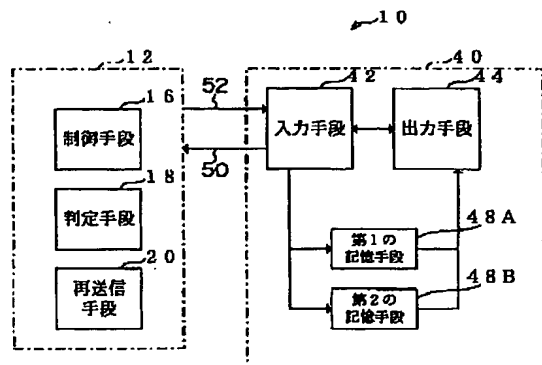 １０
１２
１６
制御手段
１８
判定手段
２０
再送信
手段
52
50
４０
４２
入力手段
４４
出力手段
４８Ａ
第１の
記憶手段
４８Ｂ
第２の
記憶手段